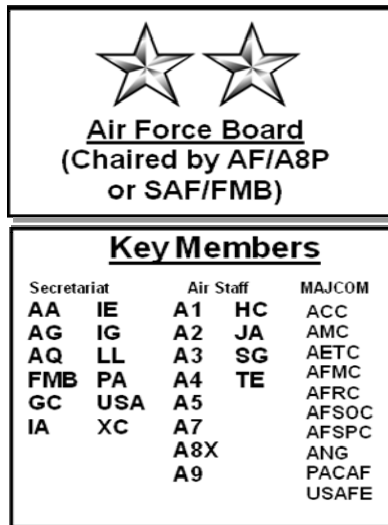 Air Force Board
(Chaired by AF/A8P
or SAF/FMB)
Key Members
Secretariat Air Staff MAJCOM
AA IE A1 HC ACC
AG IG A2 JA AMC
AQ LL A3 SG AETC
FMB PA A4 TE AFMC
GC USA A5 AFRC
IA XC A7 AFSOC
A8X AFSPC
A9 ANG
PACAF
USAFE